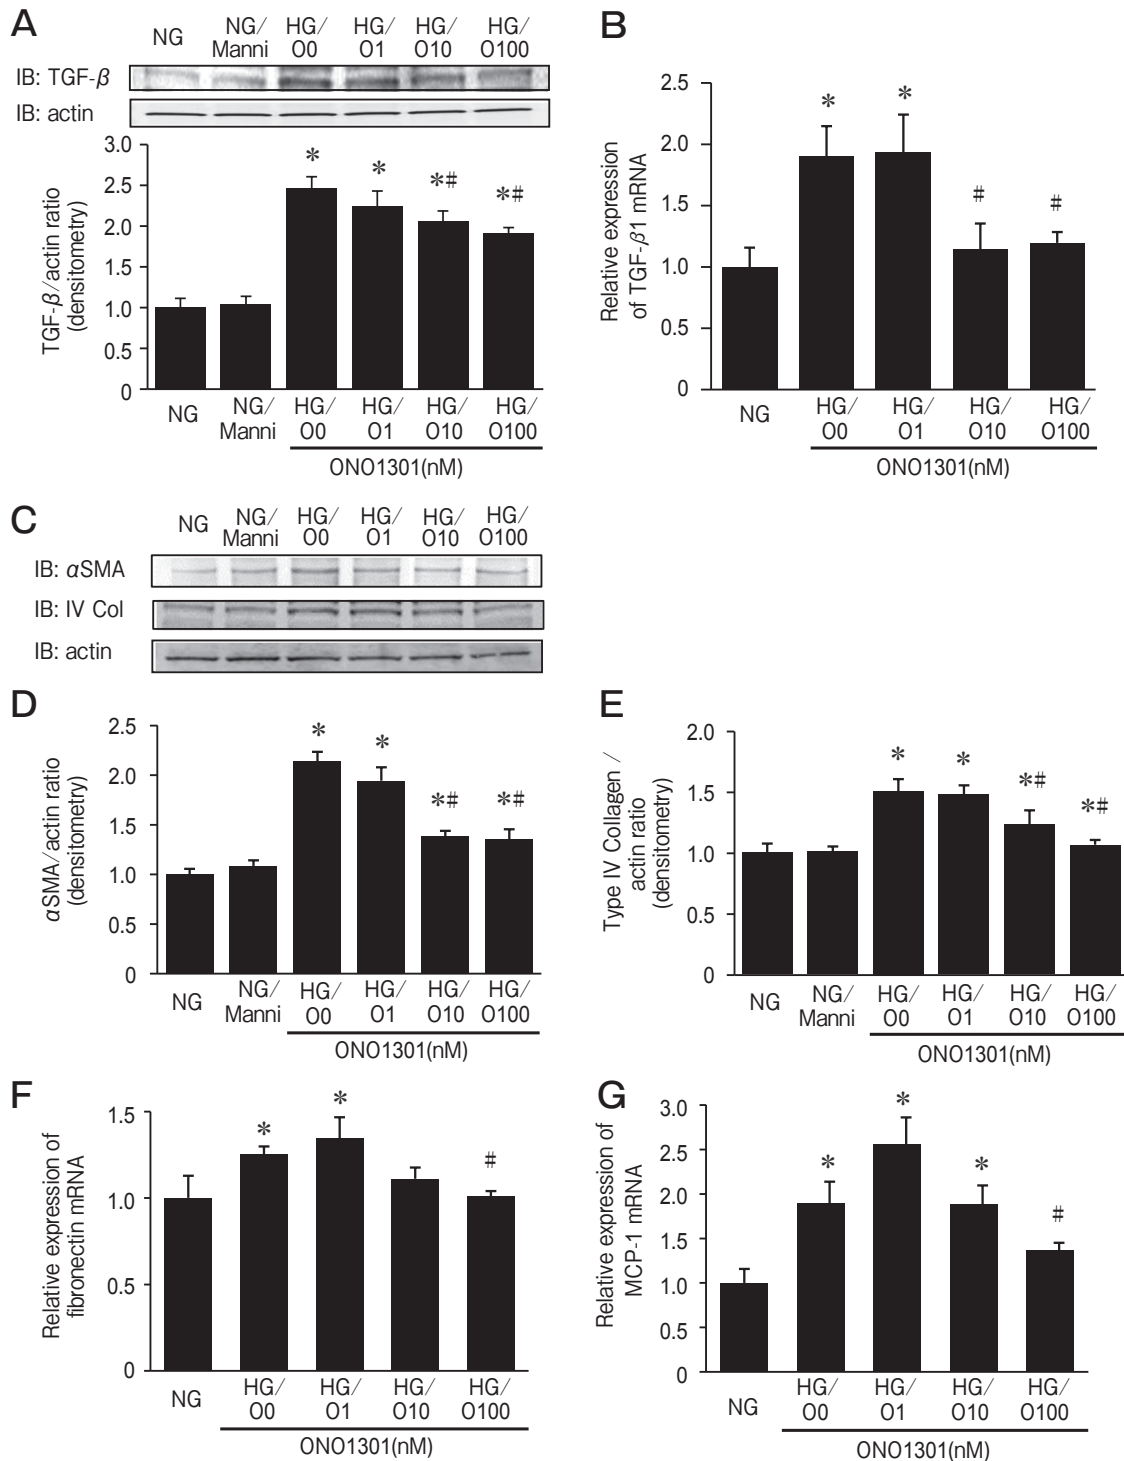 A
NG
NG/
Manni
HG/
O0
HG/
O1
HG/
O10
HG/
O100
IB: TGF-β
IB: actin
TGF-β/actin ratio
(densitometry)
3.0
2.5
2.0
1.5
1.0
0.5
0
*
*
*#
*#
NG
NG/
Manni
HG/
O0
HG/
O1
HG/
O10
HG/
O100
ONO1301(nM)
B
Relative expression
of TGF-β1 mRNA
2.5
2.0
1.5
1.0
0.5
0
*
*
#
#
NG
HG/
O0
HG/
O1
HG/
O10
HG/
O100
ONO1301(nM)
C
NG
NG/
Manni
HG/
O0
HG/
O1
HG/
O10
HG/
O100
IB: αSMA
IB: IV Col
IB: actin
D
αSMA/actin ratio
(densitometry)
2.5
2.0
1.5
1.0
0.5
0
*
*
*#
*#
NG
NG/
Manni
HG/
O0
HG/
O1
HG/
O10
HG/
O100
ONO1301(nM)
E
Type IV Collagen /
actin ratio
(densitometry)
2.0
1.5
1.0
0.5
0
*
*
*#
*#
NG
NG/
Manni
HG/
O0
HG/
O1
HG/
O10
HG/
O100
ONO1301(nM)
F
Relative expression of
fibronectin mRNA
1.5
1.0
0.5
0
*
*
#
NG
HG/
O0
HG/
O1
HG/
O10
HG/
O100
ONO1301(nM)
G
Relative expression of
MCP-1 mRNA
3.0
2.5
2.0
1.5
1.0
0.5
0
*
*
*
#
NG
HG/
O0
HG/
O1
HG/
O10
HG/
O100
ONO1301(nM)